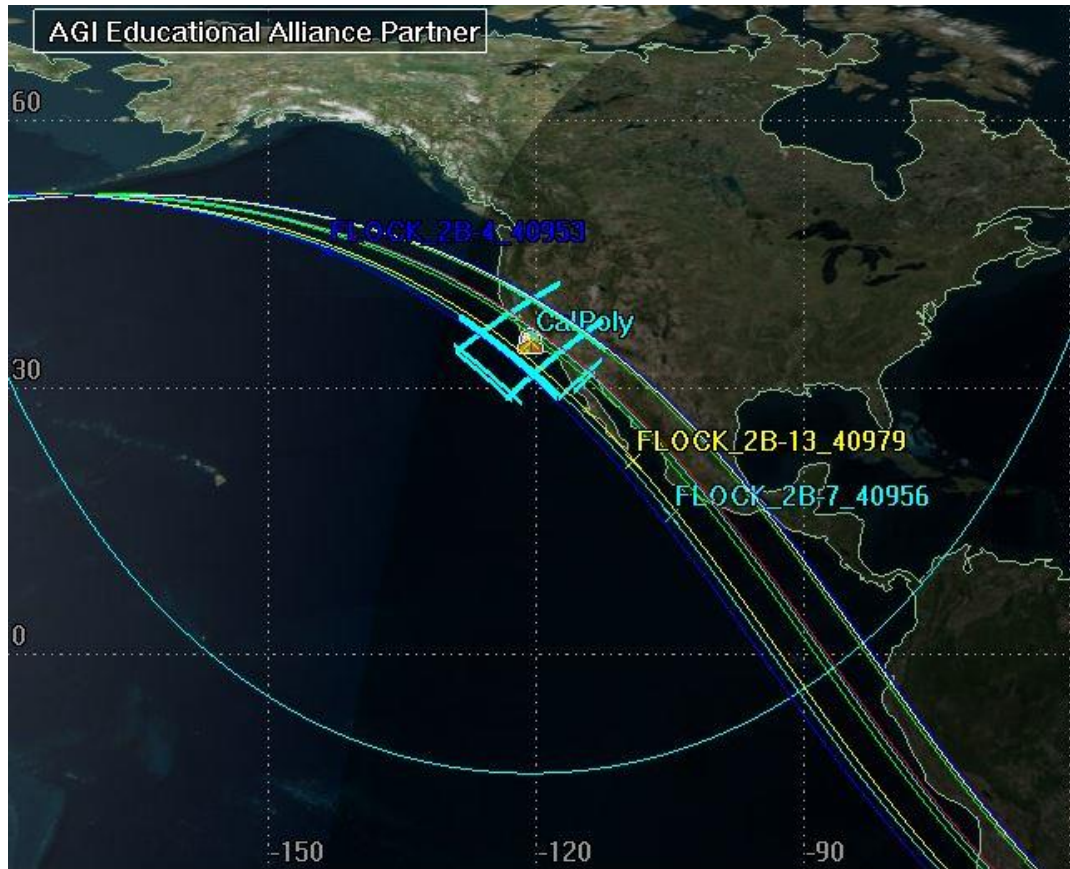 AGI Educational Alliance Partner
60
FLOCK_2B-4_40953
CalPoly
30
FLOCK_2B-13_40979
FLOCK_2B-7_40956
0
-150
-120
-90